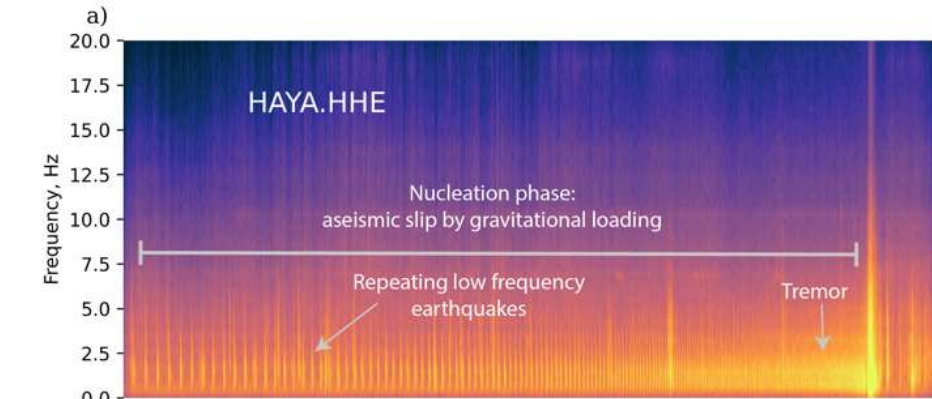 a)
20.0
17.5
15.0
12.5
10.0
7.5
5.0
2.5
0.0
Frequency, Hz
HAYA.HHE
Nucleation phase:
aseismic slip by gravitational loading
Repeating low frequency
earthquakes
Tremor